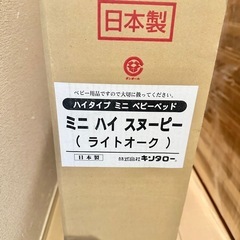 日本製
ベビー用品ですので大切に扱ってください。
ハイタイプ ミニ ベビーベッド
ミニ ハイ スヌーピー
( ライトオーク )
日本製 株式会社 キンタロー